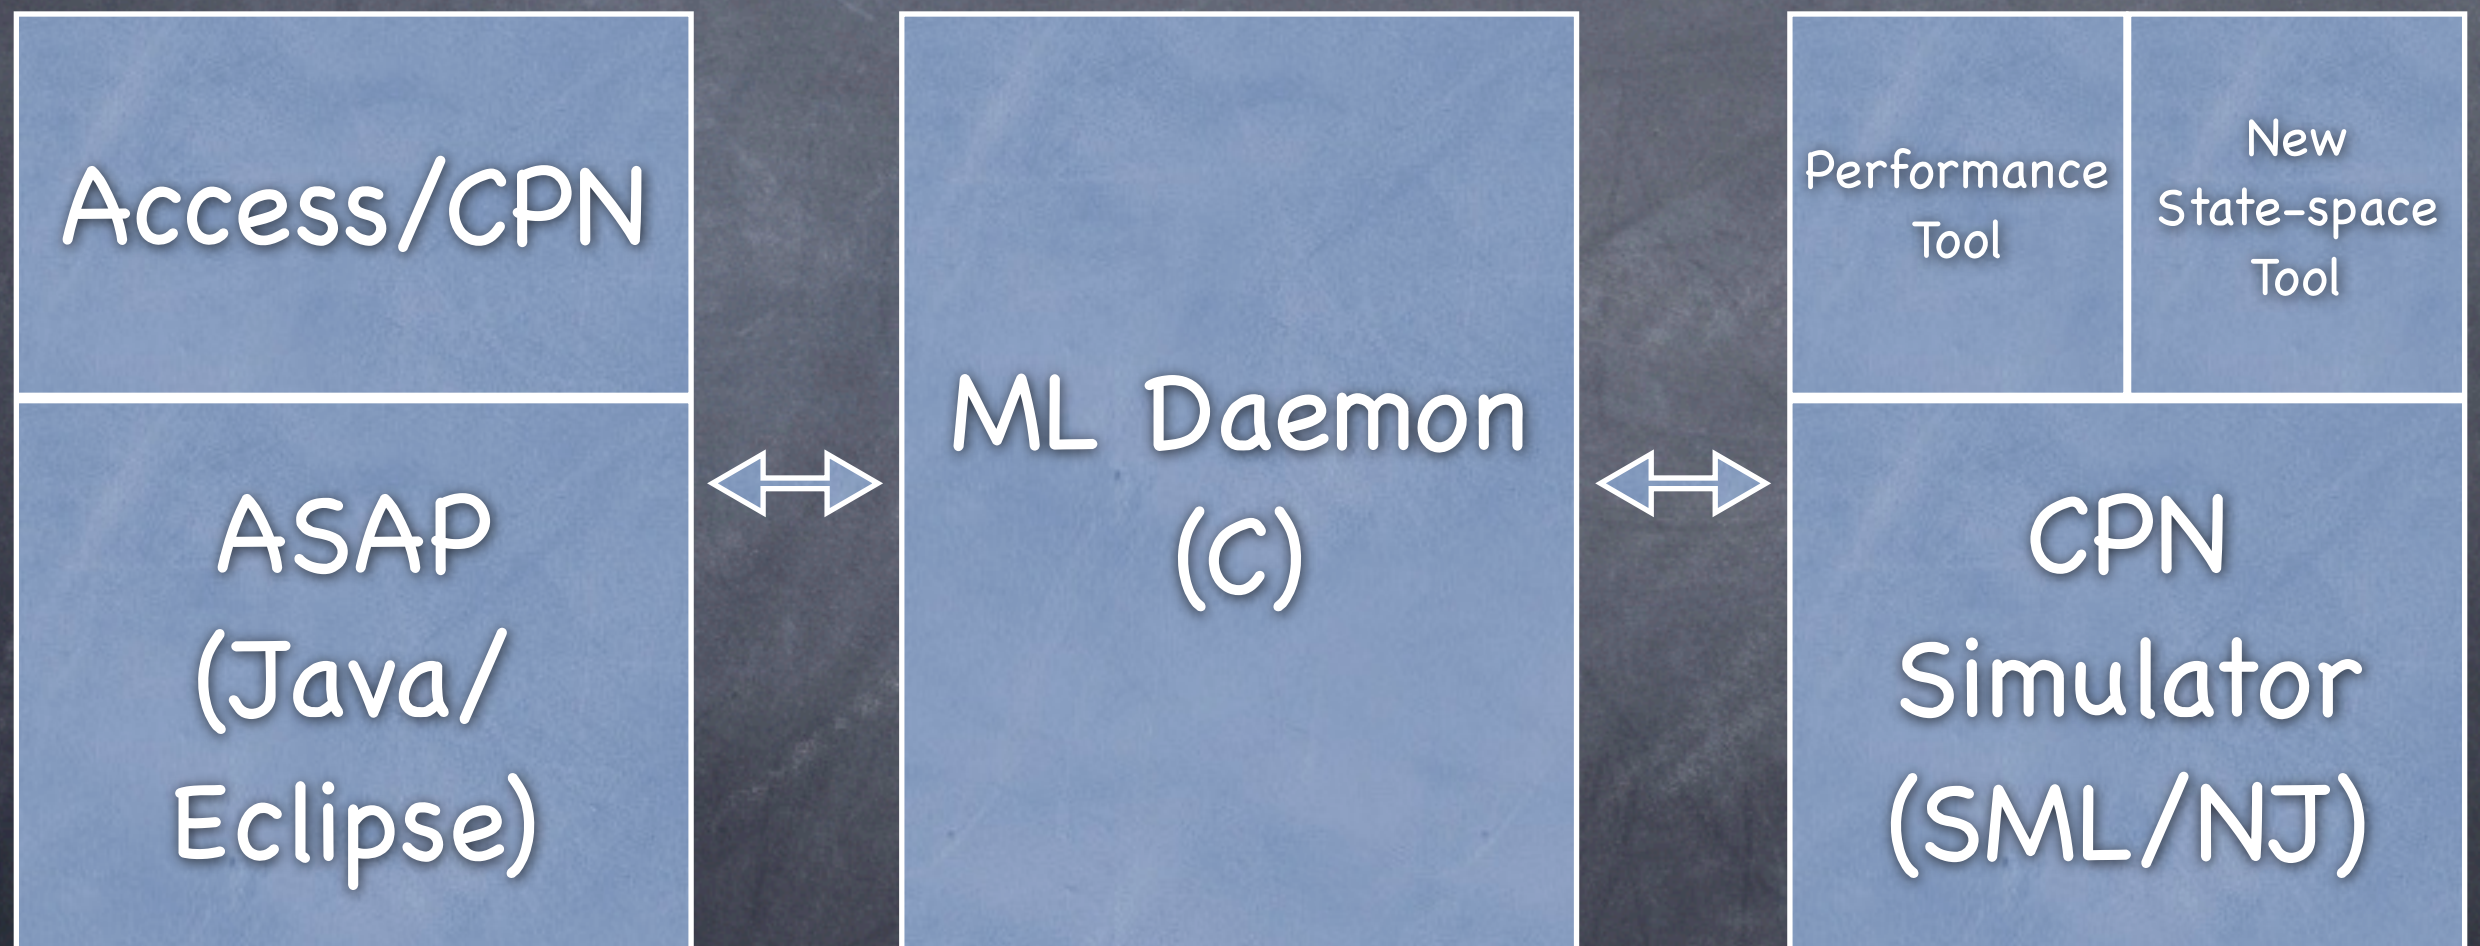 Access/CPN
ASAP
(Java/
Eclipse)
ML Daemon
(C)
Performance
Tool
New
State-space
Tool
CPN
Simulator
(SML/NJ)